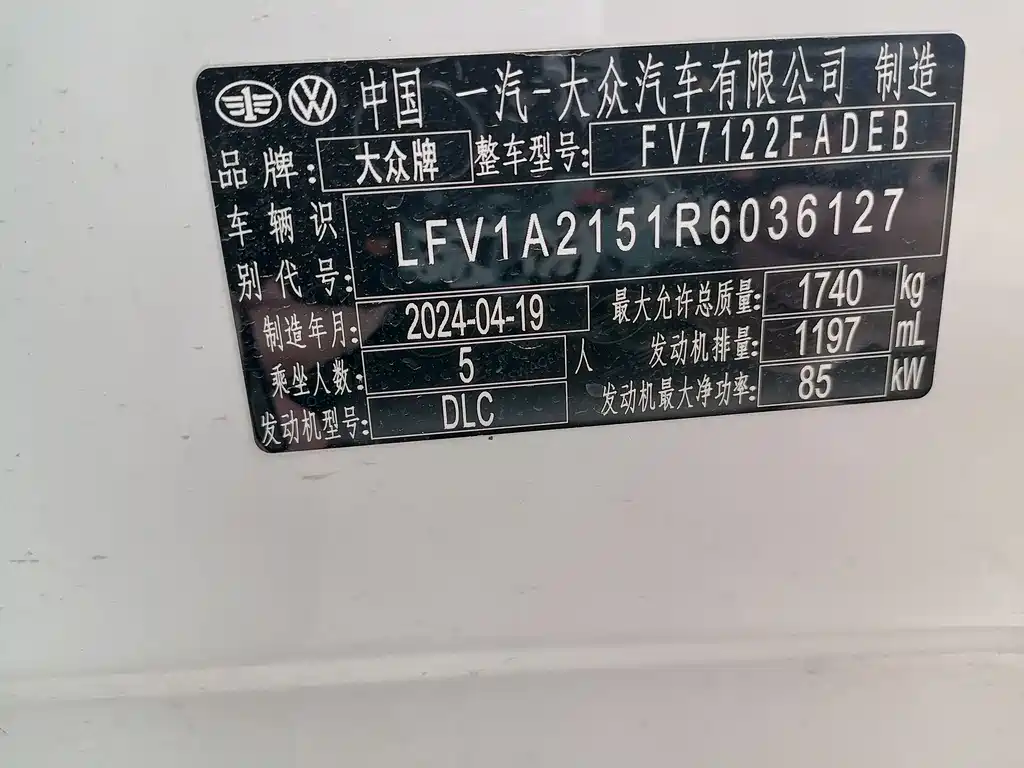 中国 一汽-大众汽车有限公司 制造
品牌: 大众牌 整车型号: FV7122FADEB
车辆识别代号: LFV1A2151R6036127
制造年月: 2024-04-19 最大允许总质量: 1740 kg
乘坐人数: 5 人 发动机排量: 1197 mL
发动机型号: DLC 发动机最大净功率: 85 kW